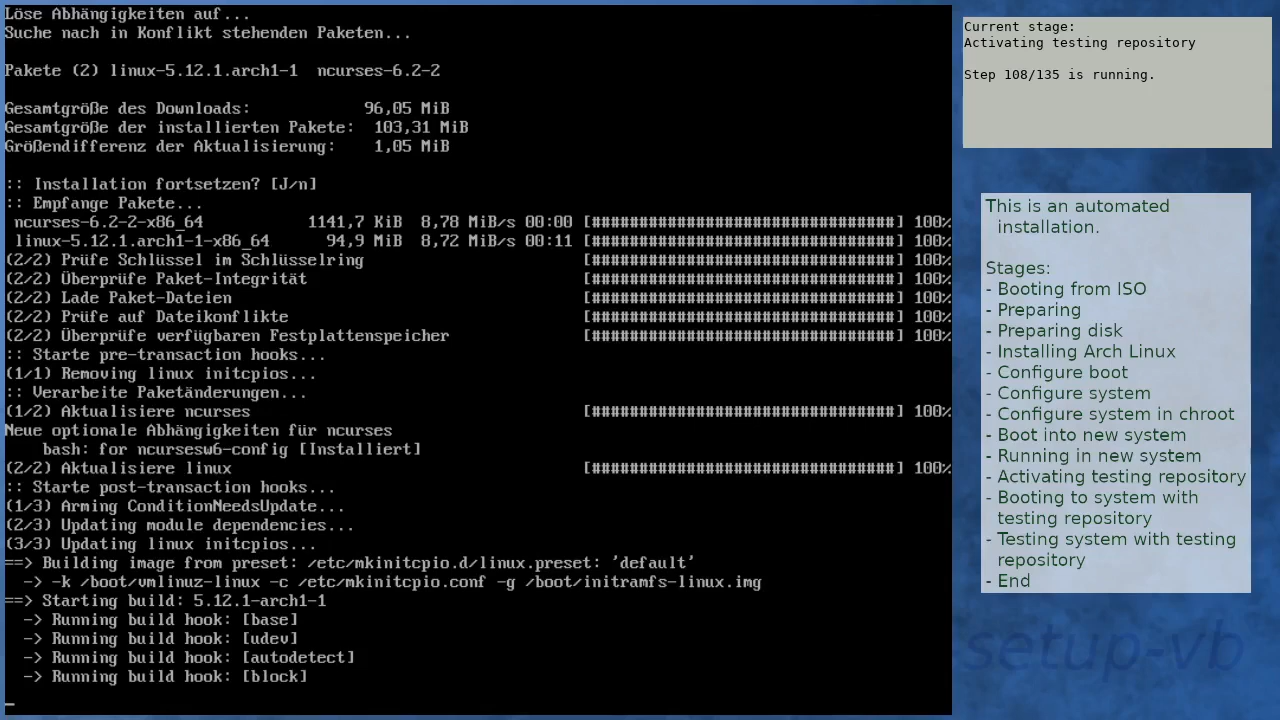 Löse Abhängigkeiten auf...
Suche nach in Konflikt stehenden Paketen...
Pakete (2) linux-5.12.1.arch1-1  ncurses-6.2-2
Gesamtgröße des Downloads:            96,05 MiB
Gesamtgröße der installierten Pakete:  103,31 MiB
Größendifferenz der Aktualisierung:    1,05 MiB
:: Installation fortsetzen? [J/n]
:: Empfange Pakete...
ncurses-6.2-2-x86_64           1141,7 KiB  8,78 MiB/s 00:00 [################################] 100%
linux-5.12.1.arch1-1-x86_64      94,9 MiB  8,72 MiB/s 00:11 [################################] 100%
(2/2) Prüfe Schlüssel im Schlüsselring                       [################################] 100%
(2/2) Überprüfe Paket-Integrität                             [################################] 100%
(2/2) Lade Paket-Dateien                                     [################################] 100%
(2/2) Prüfe auf Dateikonflikte                               [################################] 100%
(2/2) Überprüfe verfügbaren Festplattenspeicher              [################################] 100%
:: Starte pre-transaction hooks...
(1/1) Removing linux initcpios...
:: Verarbeite Paketänderungen...
(1/2) Aktualisiere ncurses                                   [################################] 100%
Neue optionale Abhängigkeiten für ncurses
bash: for ncursesw6-config [Installiert]
(2/2) Aktualisiere linux                                     [################################] 100%
:: Starte post-transaction hooks...
(1/3) Arming ConditionNeedsUpdate...
(2/3) Updating module dependencies...
(3/3) Updating linux initcpios...
==> Building image from preset: /etc/mkinitcpio.d/linux.preset: 'default'
-> -k /boot/vmlinuz-linux -c /etc/mkinitcpio.conf -g /boot/initramfs-linux.img
==> Starting build: 5.12.1-arch1-1
-> Running build hook: [base]
-> Running build hook: [udev]
-> Running build hook: [autodetect]
-> Running build hook: [block]
_
Current stage:
Activating testing repository
Step 108/135 is running.
This is an automated
installation.
Stages:
- Booting from ISO
- Preparing
- Preparing disk
- Installing Arch Linux
- Configure boot
- Configure system
- Configure system in chroot
- Boot into new system
- Running in new system
- Activating testing repository
- Booting to system with
testing repository
- Testing system with testing
repository
- End
setup-vb